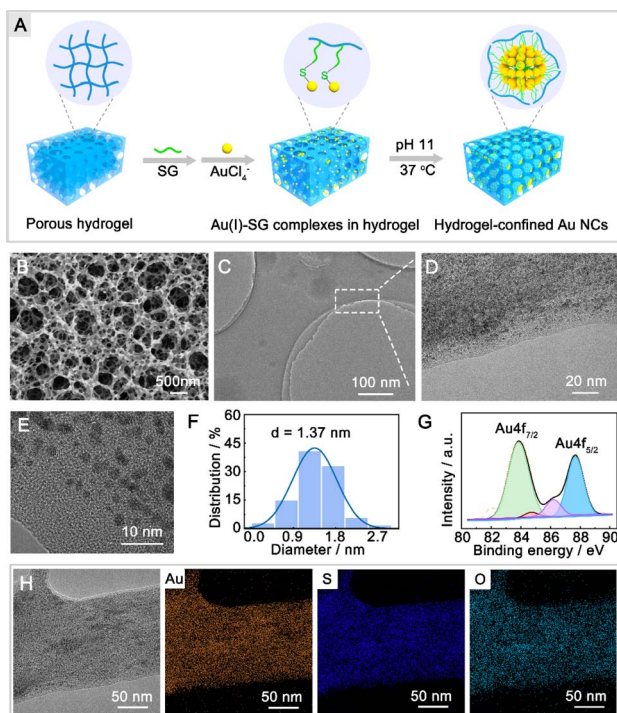 A
S
S
SG
AuCl₄⁻
pH 11
37 °C
Porous hydrogel
Au(I)-SG complexes in hydrogel
Hydrogel-confined Au NCs
B
500nm
C
100 nm
D
20 nm
E
10 nm
F
d = 1.37 nm
Distribution / %
60
45
30
15
0
0.0 0.9 1.8 2.7
Diameter / nm
G
Au4f7/2
Au4f5/2
Intensity / a.u.
80 82 84 86 88 90
Binding energy / eV
H
50 nm
Au
50 nm
S
50 nm
O
50 nm